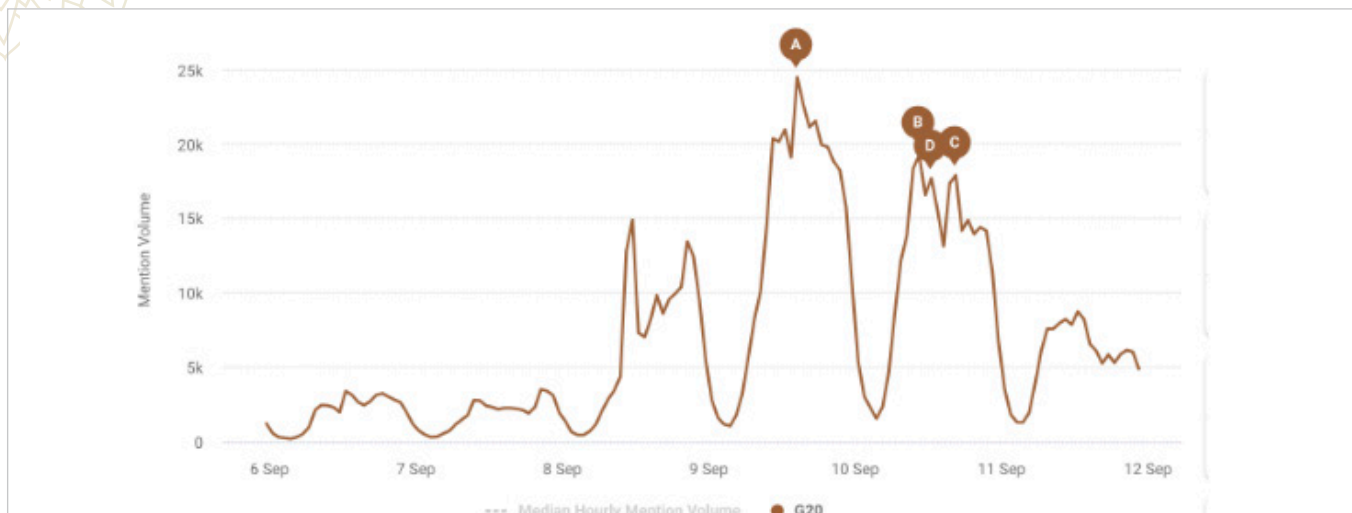 A
25k
B
20k
D C
15k
Mention Volume
10k
5k
0
6 Sep 7 Sep 8 Sep 9 Sep 10 Sep 11 Sep 12 Sep
Median Hourly Mention Volume G20